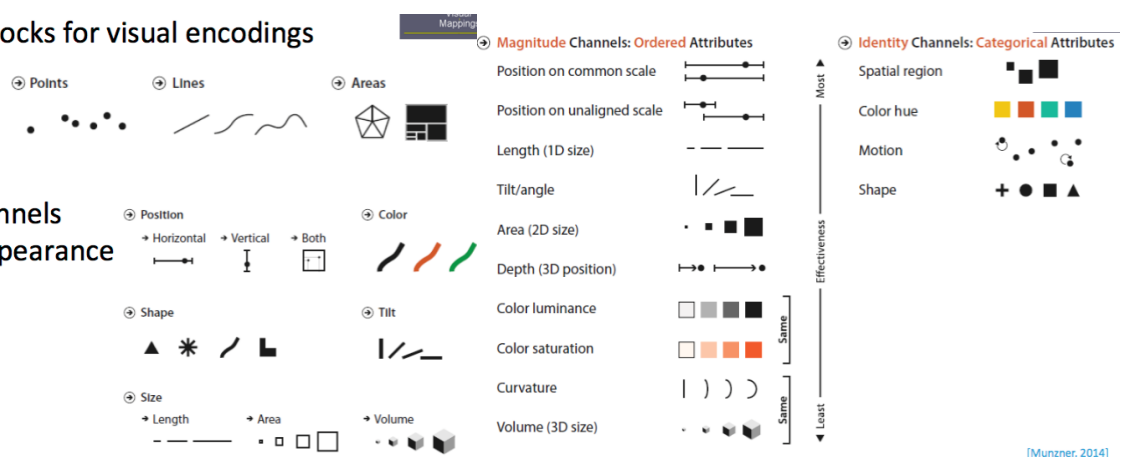 ocks for visual encodings
Mappings
Points
Lines
Areas
nnels
pearance
Position
Horizontal
Vertical
Both
Color
Shape
Tilt
Size
Length
Area
Volume
Magnitude Channels: Ordered Attributes
Position on common scale
Position on unaligned scale
Length (1D size)
Tilt/angle
Area (2D size)
Depth (3D position)
Color luminance
Color saturation
Curvature
Volume (3D size)
Same
Same
Most
Effectiveness
Least
Identity Channels: Categorical Attributes
Spatial region
Color hue
Motion
Shape
[Munzner, 2014]